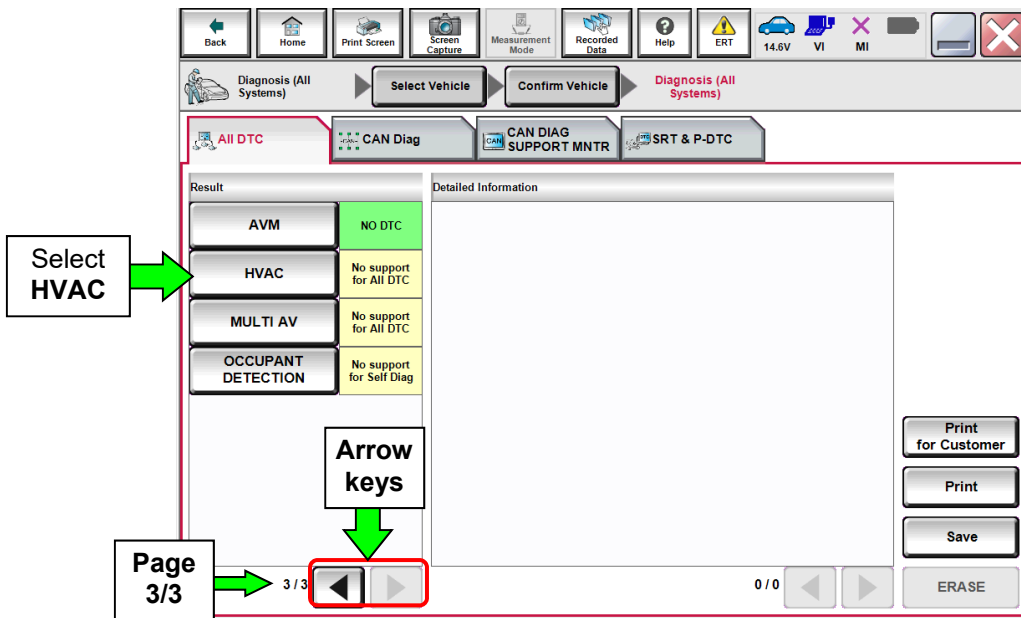 Back
Home
Print Screen
Screen
Capture
Measurement
Mode
Recorded
Data
Help
ERT
14.6V
VI
MI
Diagnosis (All
Systems)
Select Vehicle
Confirm Vehicle
Diagnosis (All
Systems)
All DTC
CAN Diag
CAN
CAN DIAG
SUPPORT MNTR
SRT & P-DTC
Result
Detailed Information
AVM
NO DTC
Select
HVAC
HVAC
No support
for All DTC
MULTI AV
No support
for All DTC
OCCUPANT
DETECTION
No support
for Self Diag
Arrow
keys
Print
for Customer
Print
Save
Page
3/3
3 / 3
0 / 0
ERASE